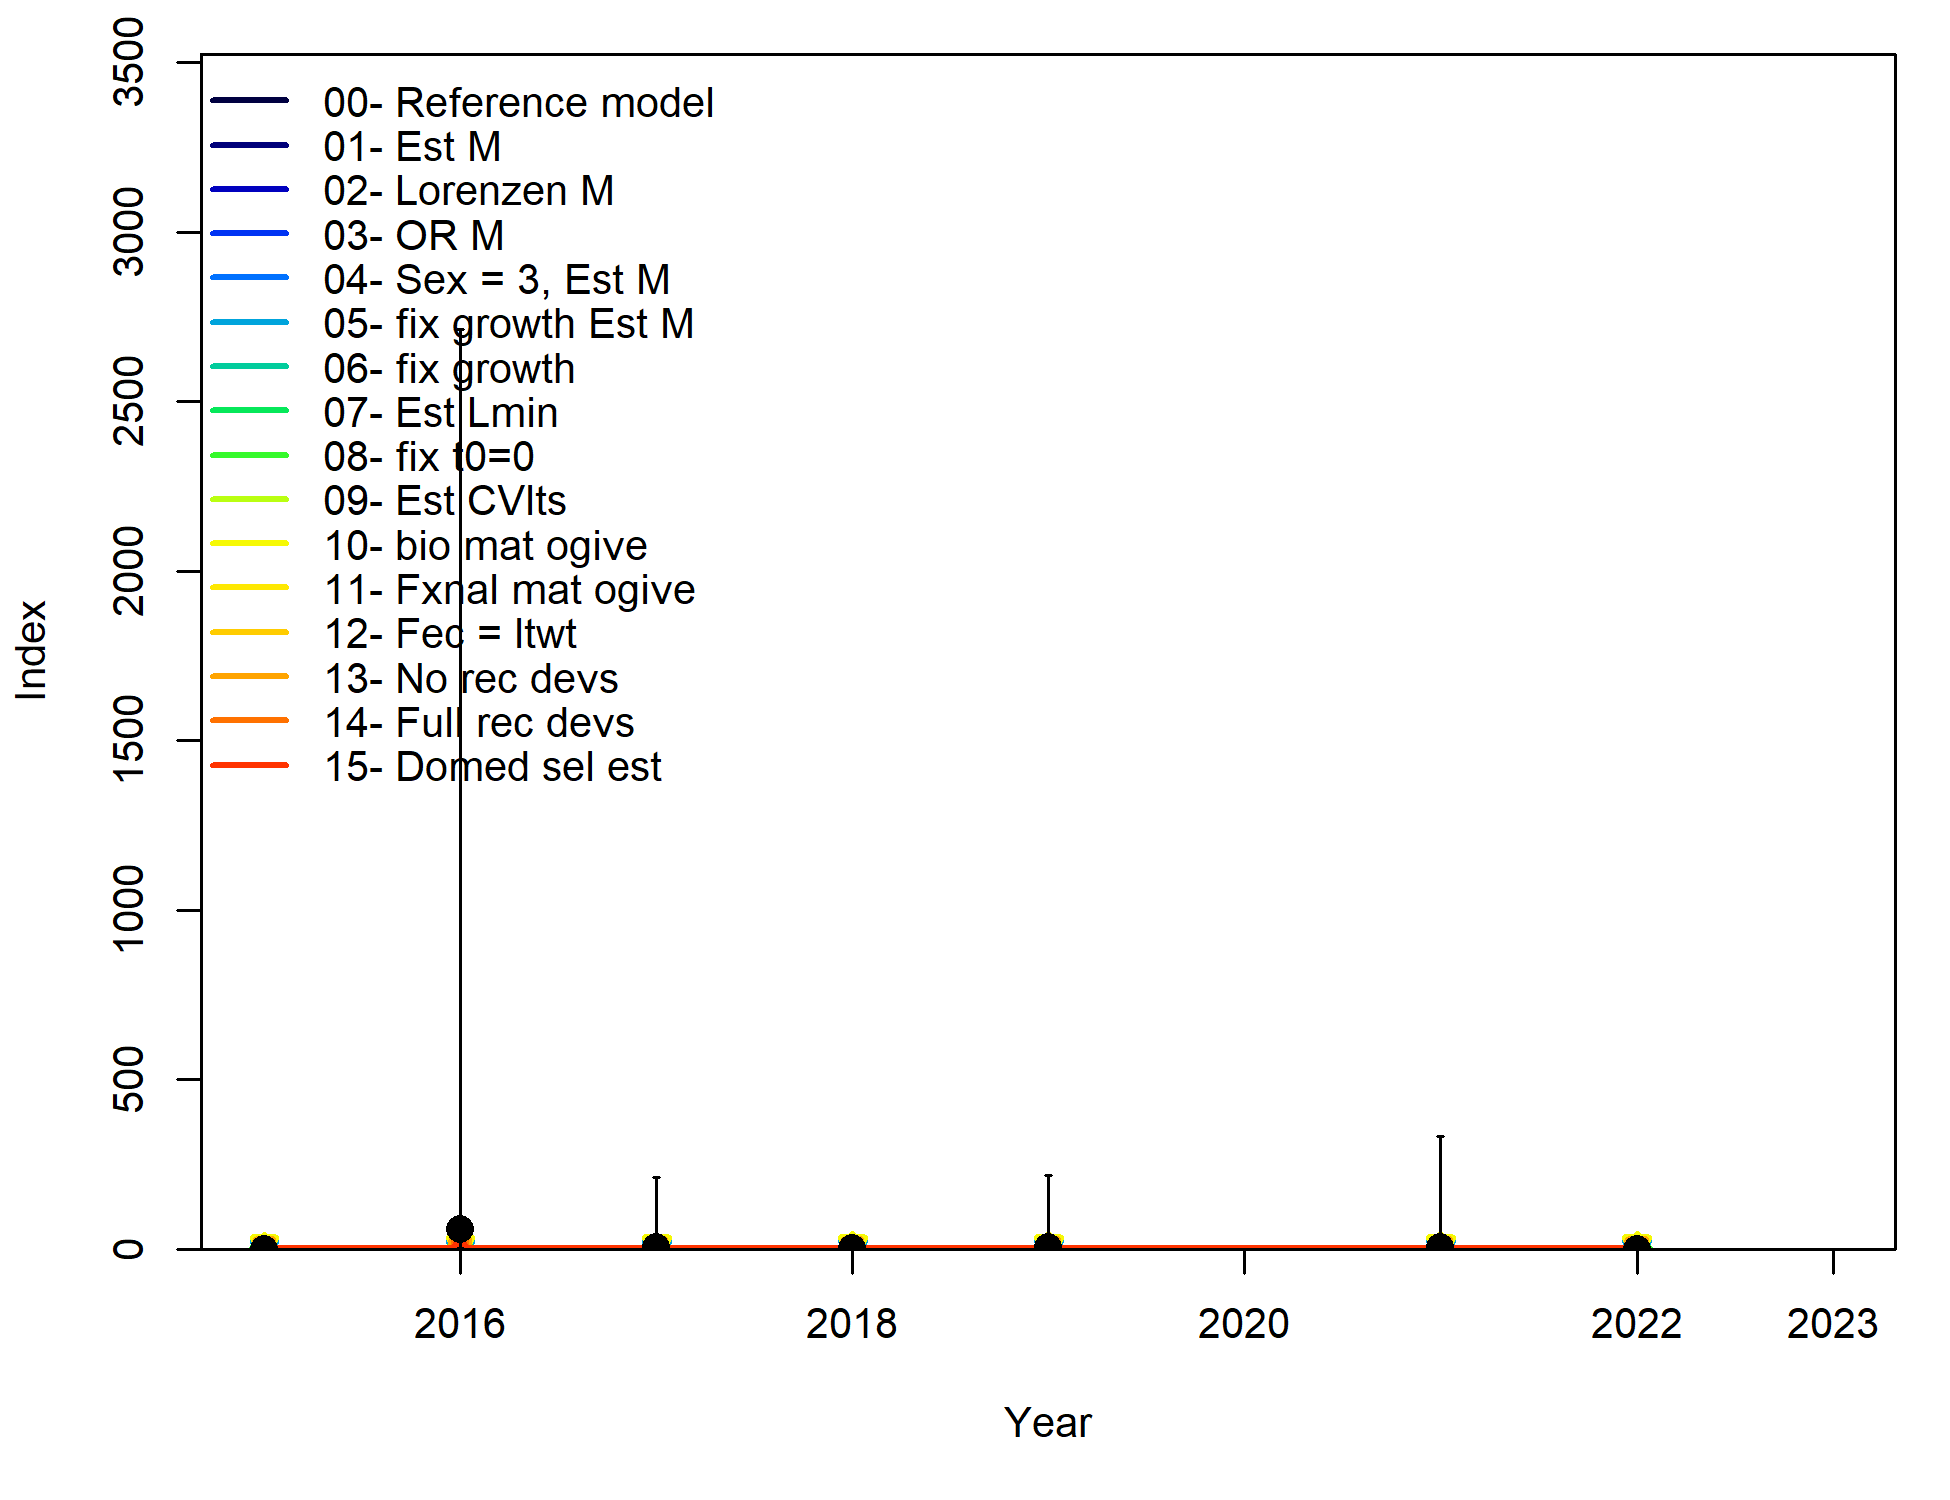 3500
3000
2500
2000
1500
1000
500
0
Index
00- Reference model
01- Est M
02- Lorenzen M
03- OR M
04- Sex = 3, Est M
05- fix growth Est M
06- fix growth
07- Est Lmin
08- fix t0=0
09- Est CVlts
10- bio mat ogive
11- Fxnal mat ogive
12- Fec = ltwt
13- No rec devs
14- Full rec devs
15- Domed sel est
2016 2018 2020 2022 2023
Year